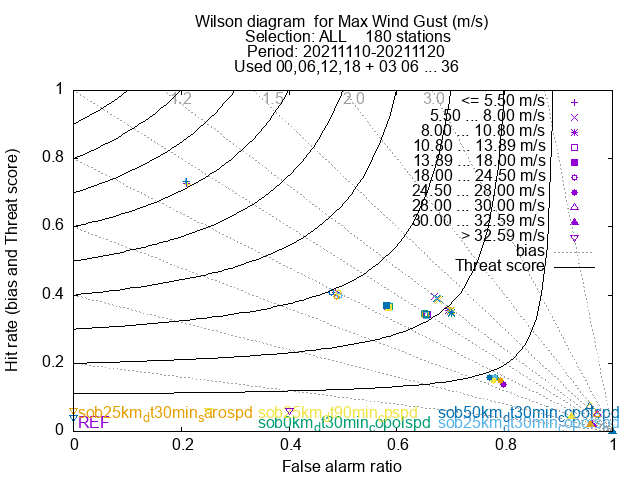 Wilson diagram for Max Wind Gust (m/s)
Selection: ALL 180 stations
Period: 20211110-20211120
Used 00,06,12,18 + 03 06 ... 36
1.2 1.5 2.0 3.0
<= 5.50 m/s
5.50 ... 8.00 m/s
8.00 ... 10.80 m/s
10.80 ... 13.89 m/s
13.89 ... 18.00 m/s
18.00 ... 24.50 m/s
24.50 ... 28.00 m/s
28.00 ... 30.00 m/s
30.00 ... 32.59 m/s
> 32.59 m/s
bias
Threat score
Hit rate (bias and Threat score)
1
0.8
0.6
0.4
0.2
0
REF
sob0km_dt30min_copolspd
0 0.2 0.4 0.6 0.8 1
False alarm ratio